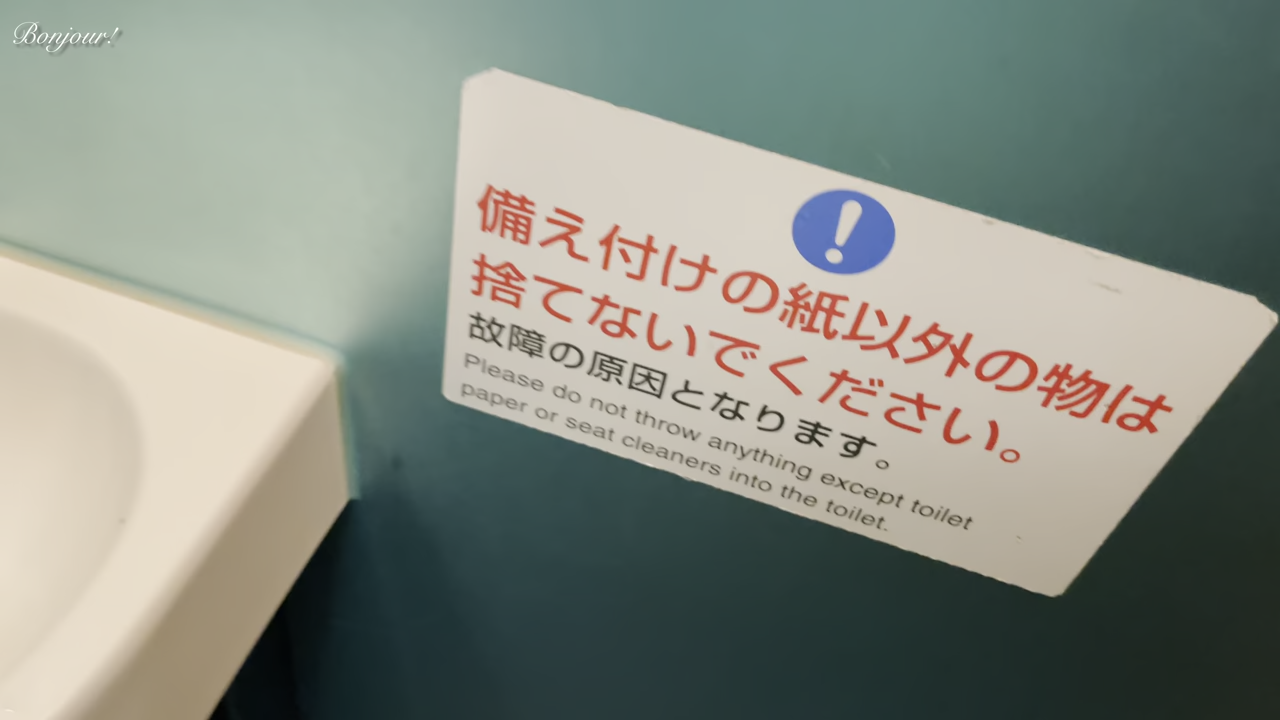 Bonjour!
備え付けの紙以外の物は
捨てないでください。
故障の原因となります。
Please do not throw anything except toilet
paper or seat cleaners into the toilet.